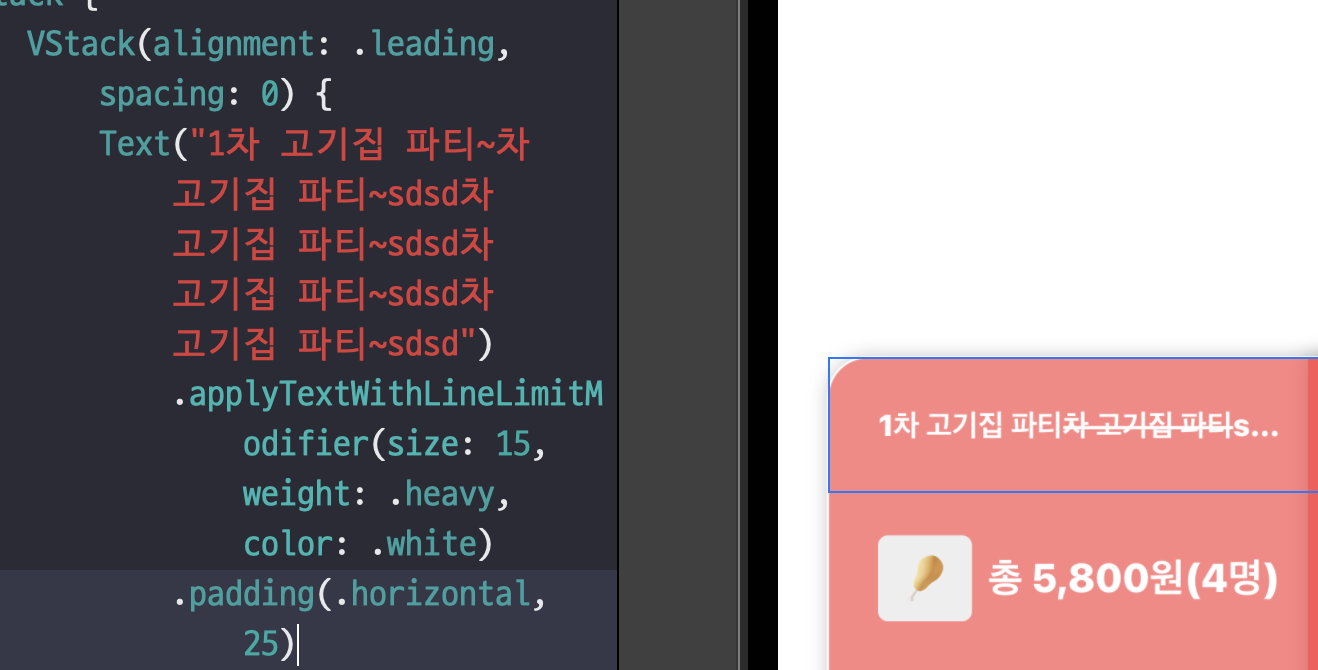 VStack(alignment: .leading,
spacing: 0) {
Text("1차 고기집 파티~차
고기집 파티~sdsd차
고기집 파티~sdsd차
고기집 파티~sdsd차
고기집 파티~sdsd")
.applyTextWithLineLimitM
odifier(size: 15,
weight: .heavy,
color: .white)
.padding(.horizontal,
25)
1차 고기집 파티차 고기집 파티s...
총 5,800원(4명)